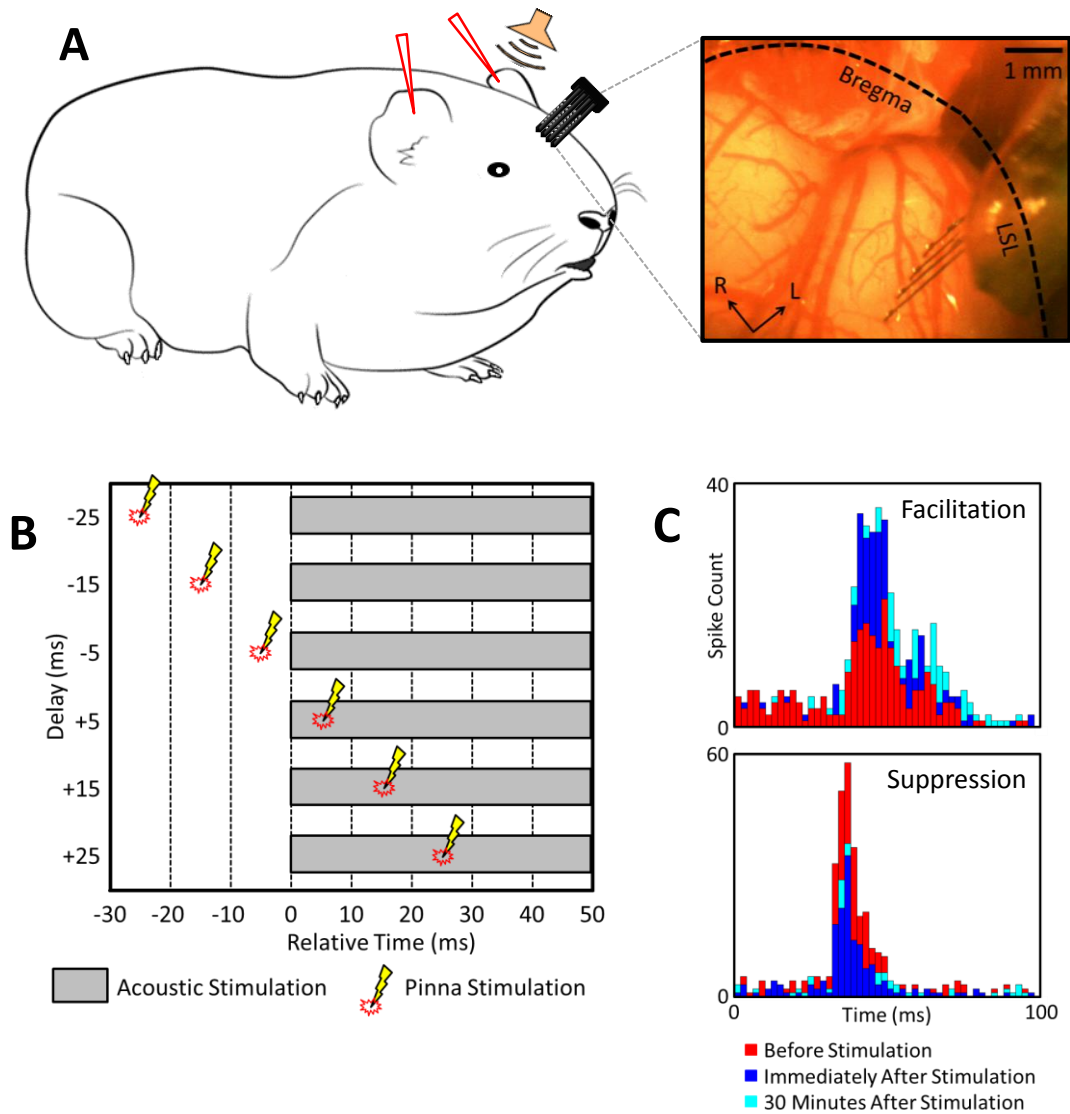 A
1 mm
Bregma
LSL
R
L
B
Delay (ms)
-25
-15
-5
+5
+15
+25
-30 -20 -10 0 10 20 30 40 50
Relative Time (ms)
Acoustic Stimulation
Pinna Stimulation
C
Spike Count
40
Facilitation
0
60
Suppression
0
0 Time (ms) 100
Before Stimulation
Immediately After Stimulation
30 Minutes After Stimulation